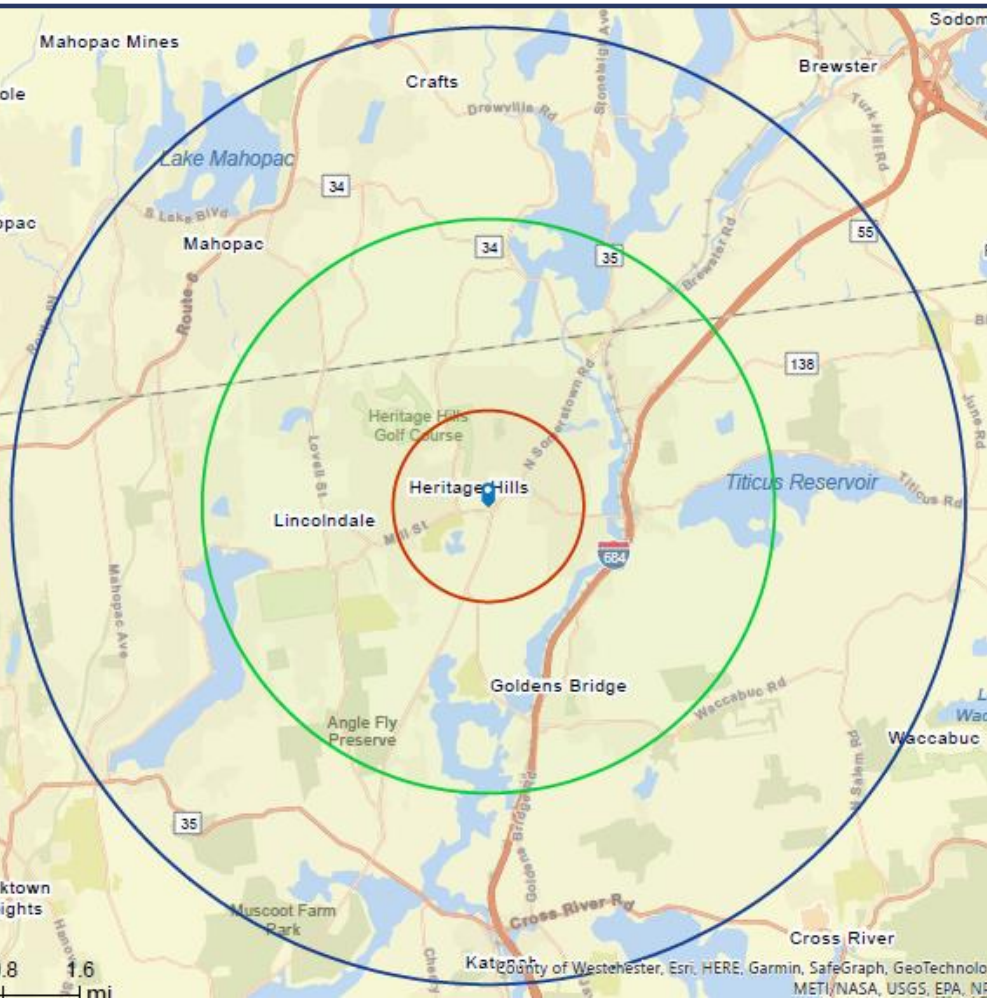 Sodom
Mahopac Mines
Brewster
ole
Crafts
Drewville Rd
Stoneleigh Ave
Turk Hill Rd
Lake Mahopac
34
S Lake Blvd
opac
Mahopac
34
35
55
Brewster Rd
Route 6
138
Heritage Hills
Golf Course
N Somerstown Rd
June Rd
Lovell St
Heritage Hills
Titicus Reservoir
Titicus Rd
Lincolndale
Mill St
684
Mahopac Ave
Goldens Bridge
Waccabuc Rd
Angle Fly
Preserve
Wac
Waccabuc
N Salem Rd
35
Goldens Bridge Rd
ktown
ights
Muscoot Farm
Park
Cross River Rd
Cross River
Katonah
Cherry
County of Westchester, Esri, HERE, Garmin, SafeGraph, GeoTechnolo
METI/NASA, USGS, EPA, NP
.8
1.6
mi